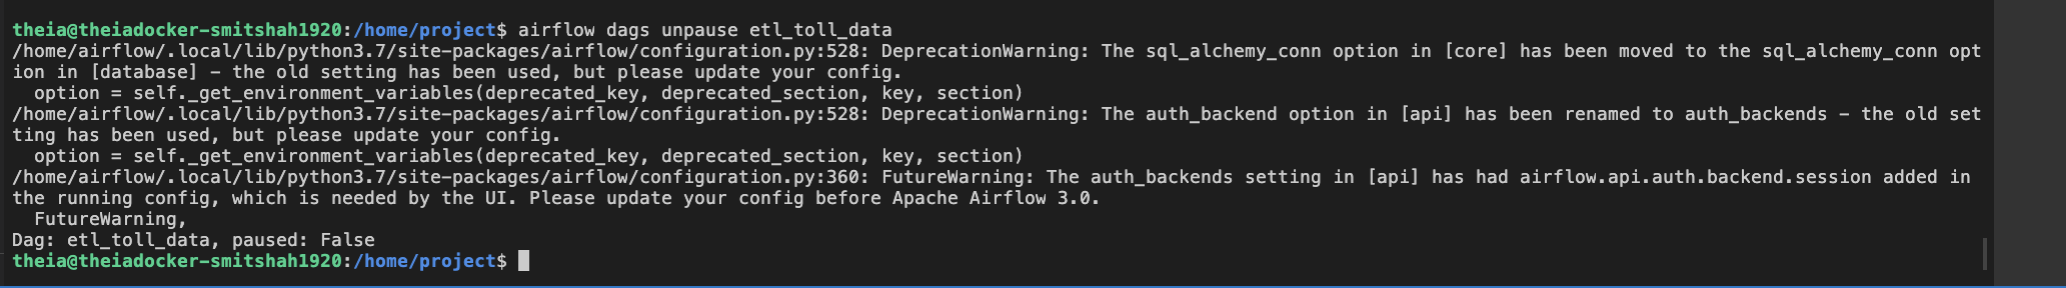 theia@theiadocker-smitshah1920:/home/project$ airflow dags unpause etl_toll_data
/home/airflow/.local/lib/python3.7/site-packages/airflow/configuration.py:528: DeprecationWarning: The sql_alchemy_conn option in [core] has been moved to the sql_alchemy_conn opt
ion in [database] - the old setting has been used, but please update your config.
  option = self._get_environment_variables(deprecated_key, deprecated_section, key, section)
/home/airflow/.local/lib/python3.7/site-packages/airflow/configuration.py:528: DeprecationWarning: The auth_backend option in [api] has been renamed to auth_backends - the old set
ting has been used, but please update your config.
  option = self._get_environment_variables(deprecated_key, deprecated_section, key, section)
/home/airflow/.local/lib/python3.7/site-packages/airflow/configuration.py:360: FutureWarning: The auth_backends setting in [api] has had airflow.api.auth.backend.session added in
the running config, which is needed by the UI. Please update your config before Apache Airflow 3.0.
  FutureWarning,
Dag: etl_toll_data, paused: False
theia@theiadocker-smitshah1920:/home/project$